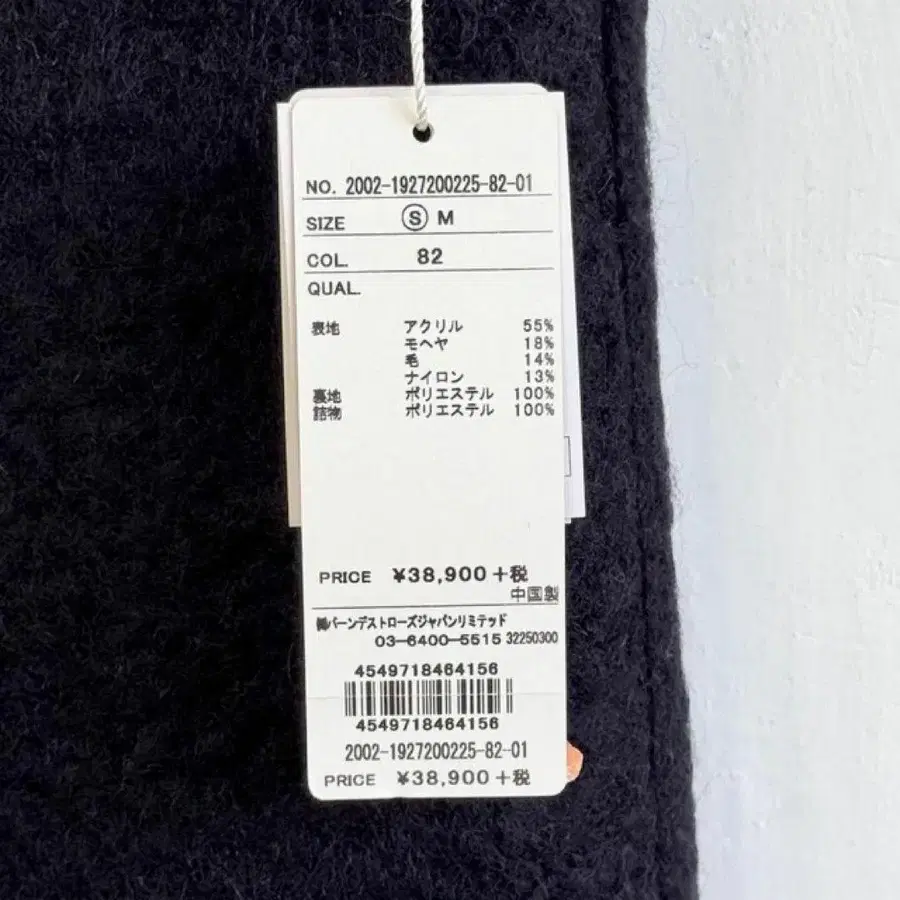 NO. 2002-1927200225-82-01
SIZE Ⓢ M
COL. 82
QUAL.
表地 アクリル 55%
モヘヤ 18%
毛 14%
ナイロン 13%
裏地 ポリエステル 100%
詰物 ポリエステル 100%
PRICE ¥38,900+税
中国製
㈱バーンデストローズジャパンリミテッド
03-6400-5515 32250300
4549718464156
4549718464156
2002-1927200225-82-01
PRICE ¥38,900+税